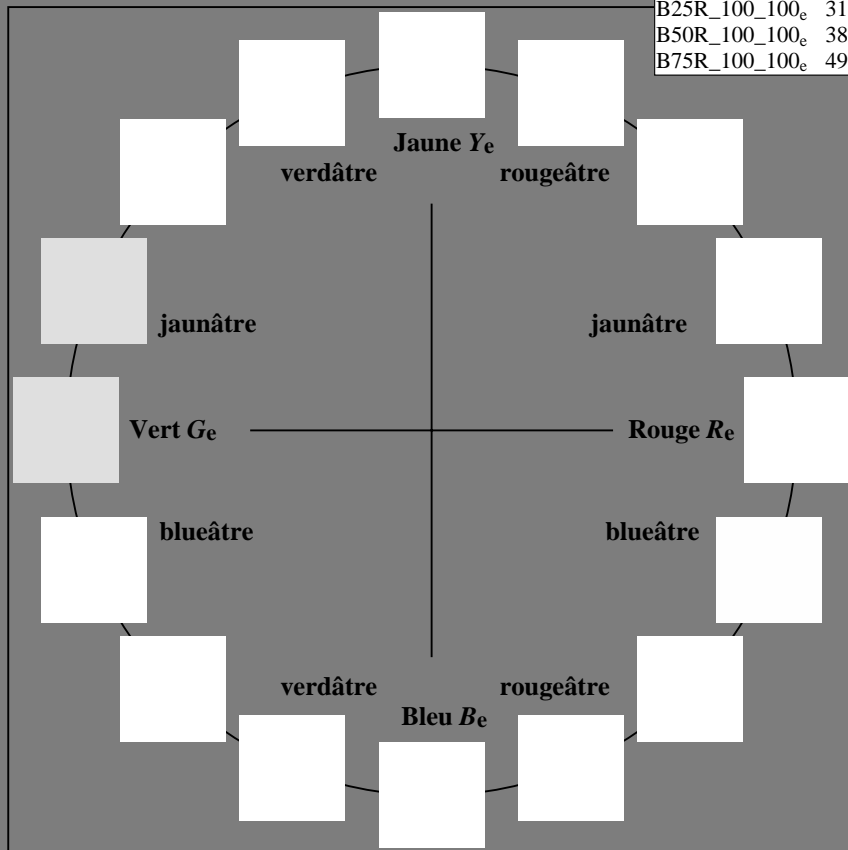 B25R_100_100e 31
B50R_100_100e 38
B75R_100_100e 49
Jaune Ye
verdâtre rougeâtre
jaunâtre jaunâtre
Vert Ge Rouge Re
blueâtre blueâtre
verdâtre rougeâtre
Bleu Be